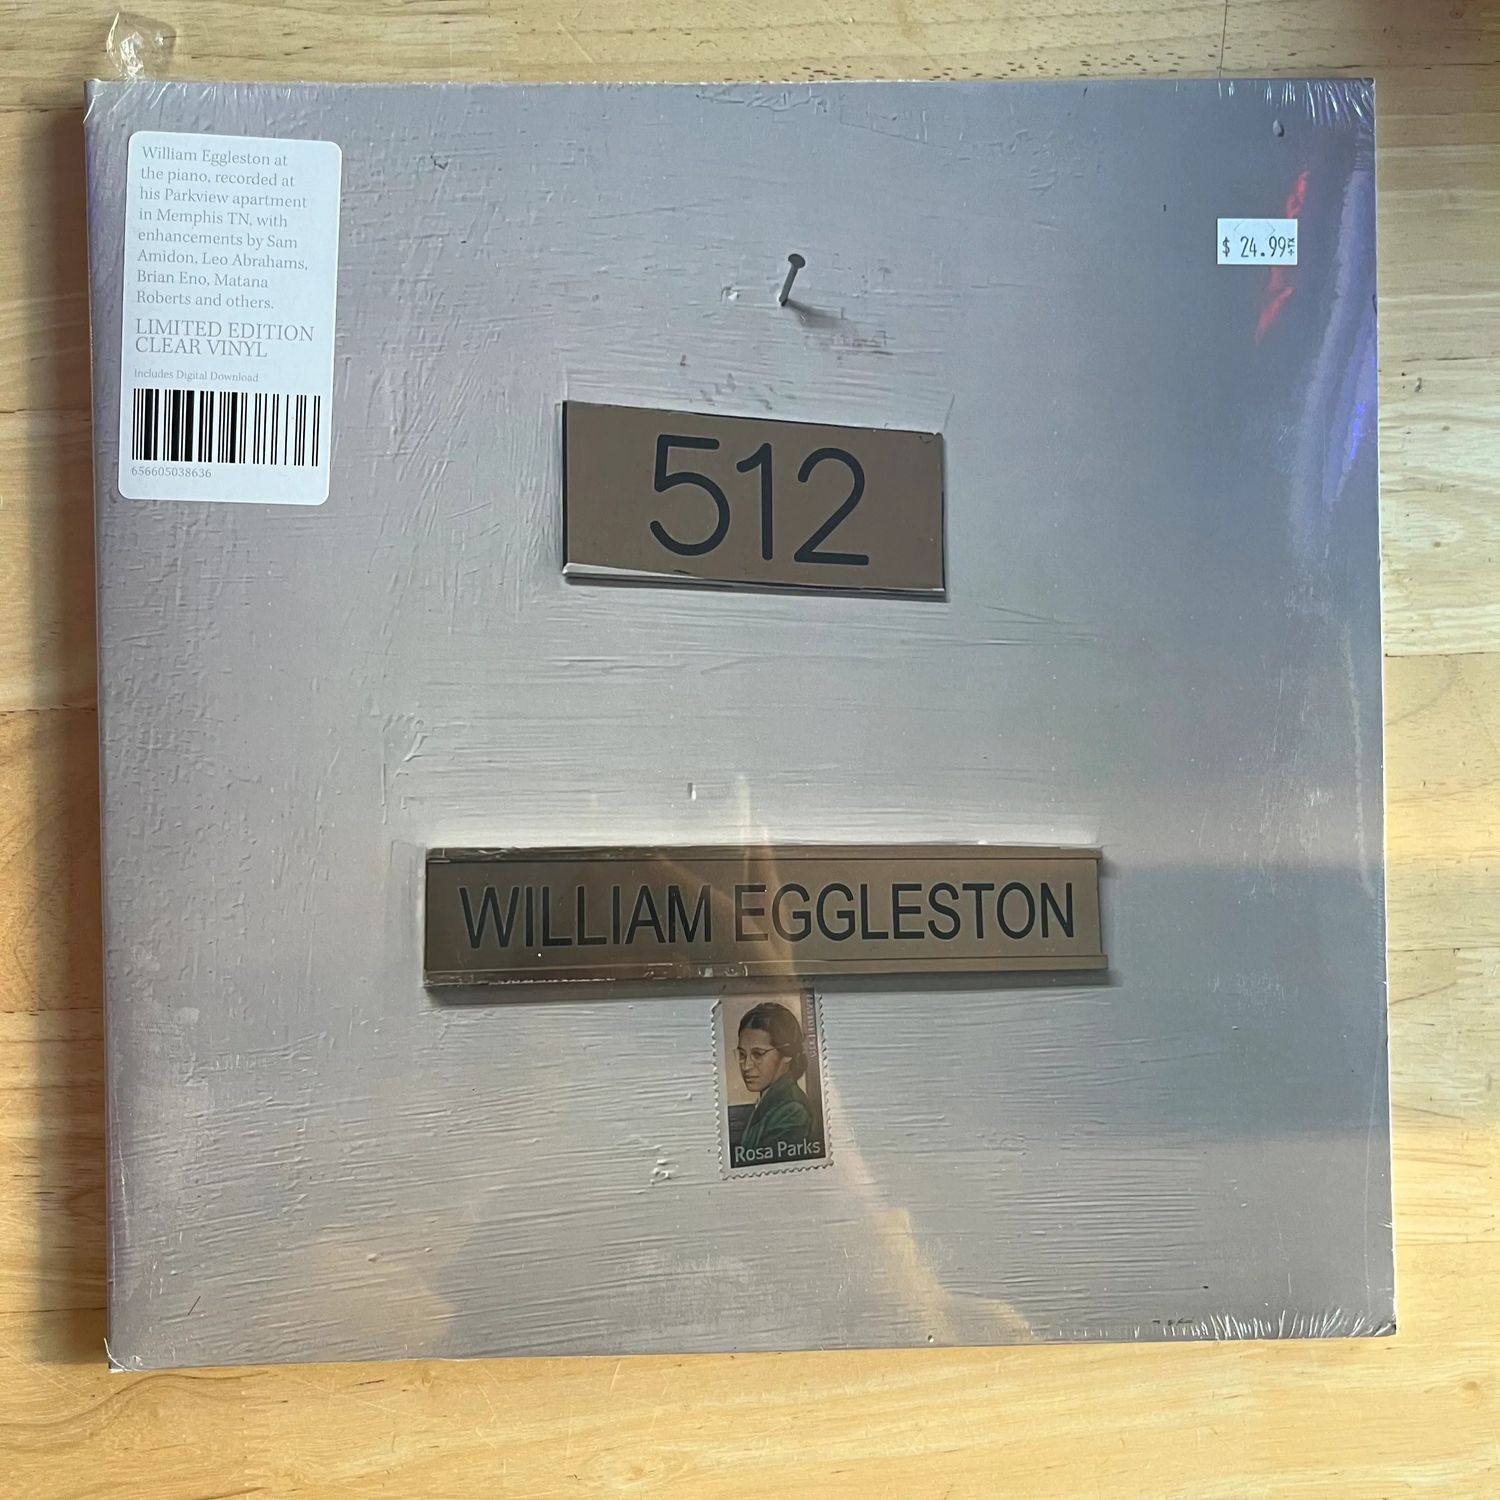 William Eggleston at
the piano, recorded at
his Parkview apartment
in Memphis TN, with
enhancements by Sam
Amidon, Leo Abrahams,
Brian Eno, Matana
Roberts and others.
LIMITED EDITION
CLEAR VINYL
Includes Digital Download
656605038636
$ 24.99
512
WILLIAM EGGLESTON
Rosa Parks